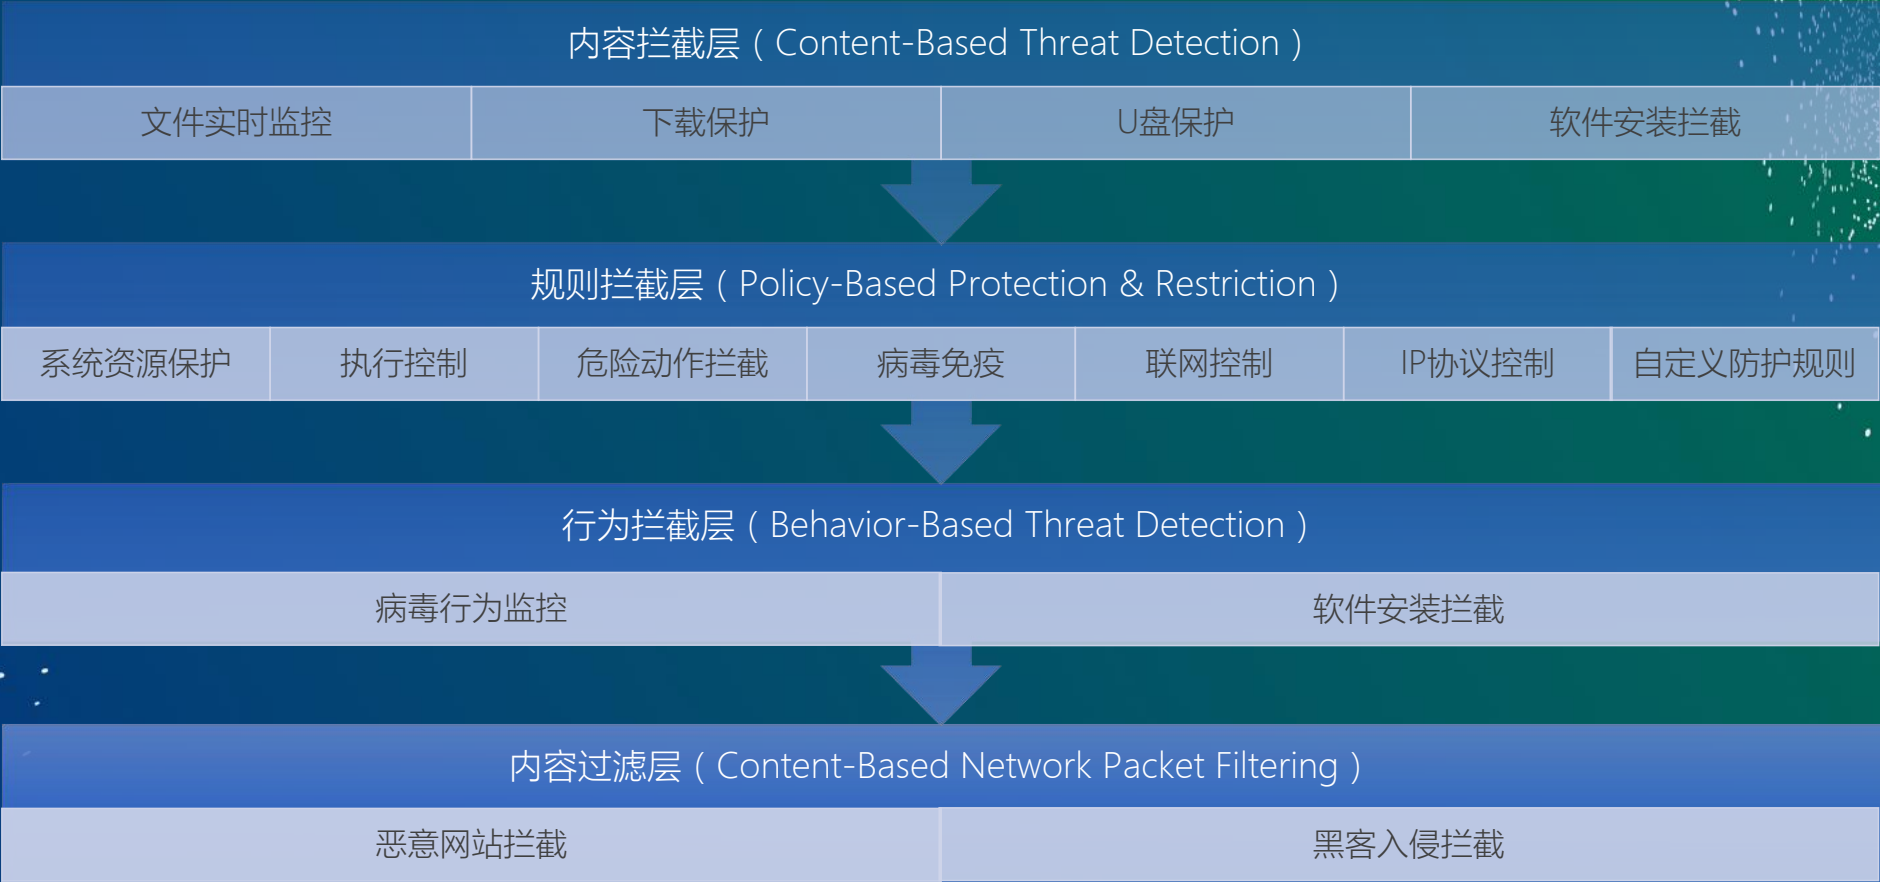 内容拦截层（Content-Based Threat Detection）
文件实时监控 下载保护 U盘保护 软件安装拦截
规则拦截层（Policy-Based Protection & Restriction）
系统资源保护 执行控制 危险动作拦截 病毒免疫 联网控制 IP协议控制 自定义防护规则
行为拦截层（Behavior-Based Threat Detection）
病毒行为监控 软件安装拦截
内容过滤层（Content-Based Network Packet Filtering）
恶意网站拦截 黑客入侵拦截